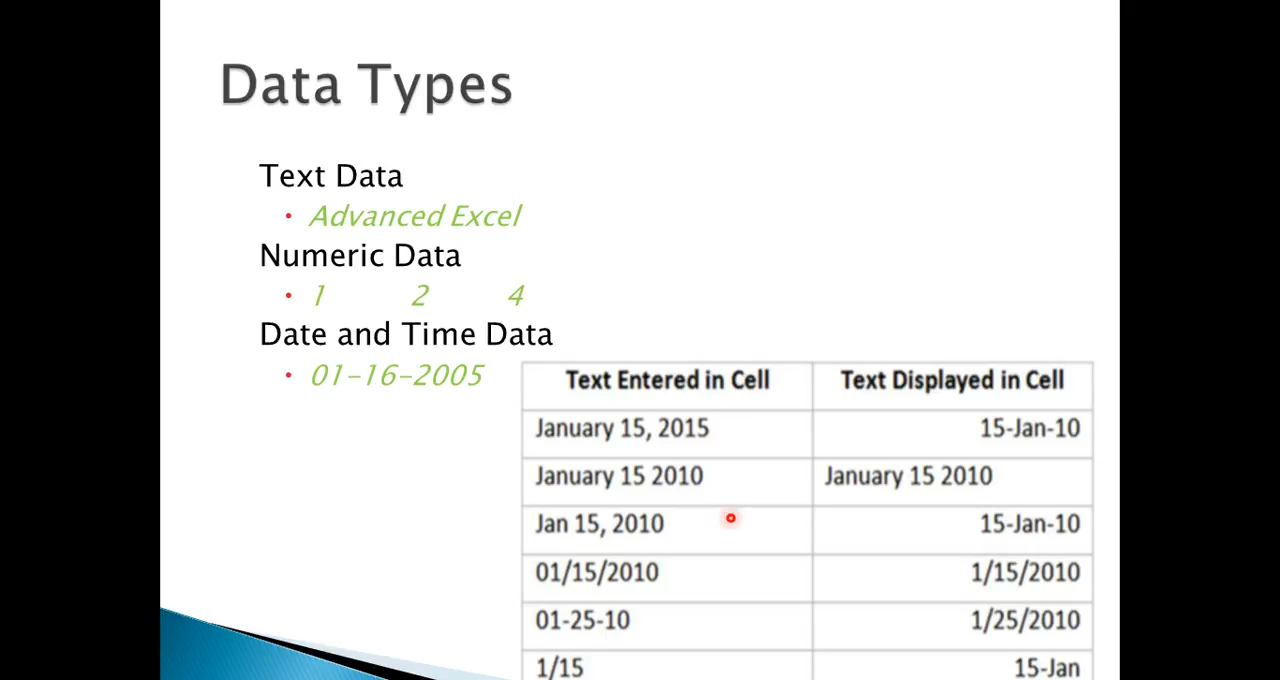 Data Types
Text Data
• Advanced Excel
Numeric Data
• 1 2 4
Date and Time Data
• 01-16-2005
Text Entered in Cell Text Displayed in Cell
January 15, 2015 15-Jan-10
January 15 2010 January 15 2010
Jan 15, 2010 15-Jan-10
01/15/2010 1/15/2010
01-25-10 1/25/2010
1/15 15-Jan